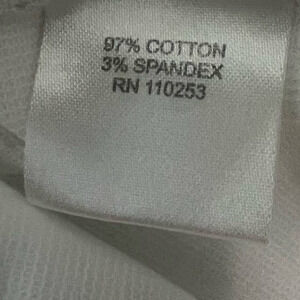 97% COTTON
3% SPANDEX
RN 110253